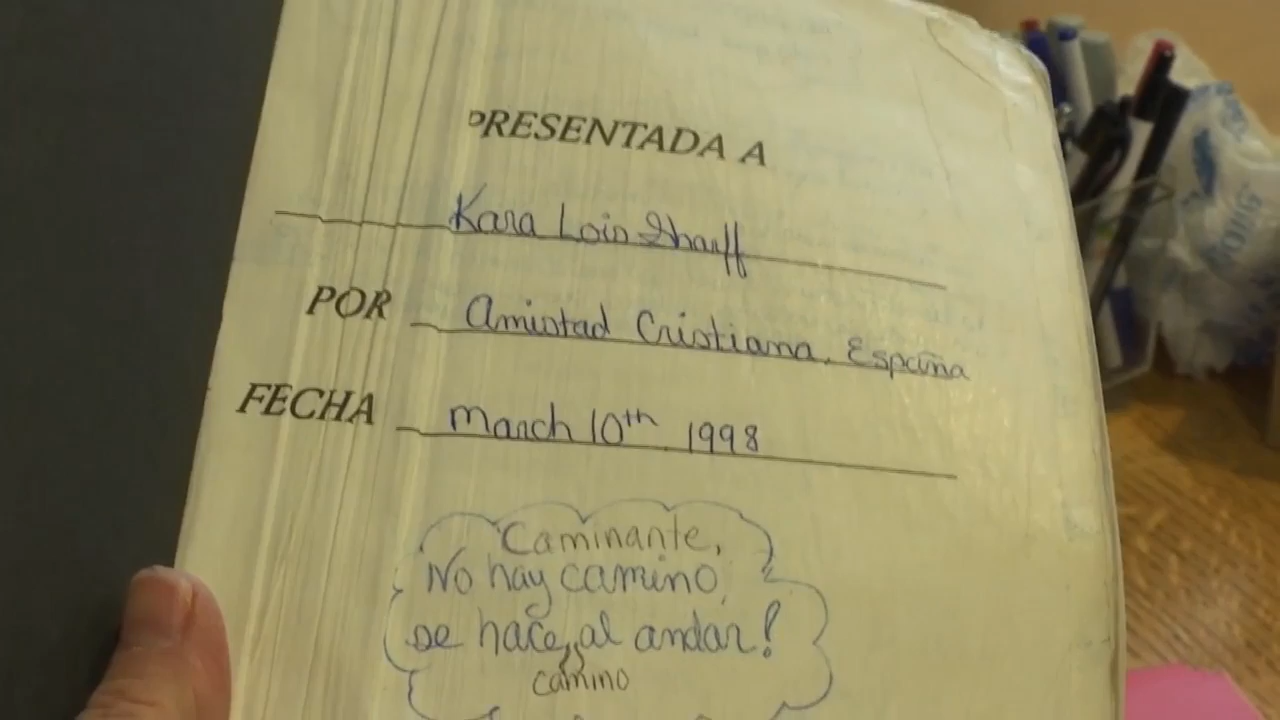 PRESENTADA A
Kara Lois Sharff
POR Amistad Cristiana, España
FECHA March 10th 1998
Caminante,
No hay camino,
se hace al andar!
camino